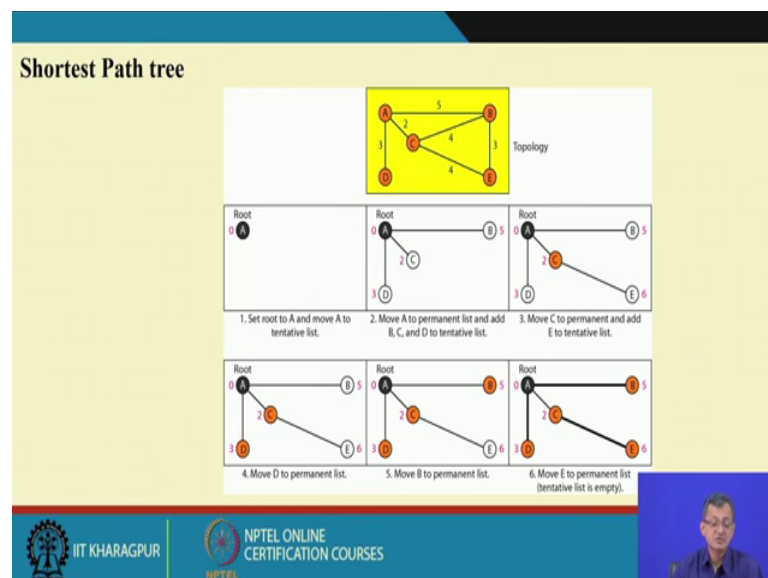 Shortest Path tree
5
A
B
2
C
4
3
3
Topology
4
D
E
Root
0 A
1. Set root to A and move A to
tentative list.
Root
0 A
B 5
2 C
3 D
2. Move A to permanent list and add
B, C, and D to tentative list.
Root
0 A
B 5
2 C
3 D
E 6
3. Move C to permanent and add
E to tentative list.
Root
0 A
B 5
2 C
3 D
E 6
4. Move D to permanent list.
Root
0 A
B 5
2 C
3 D
E 6
5. Move B to permanent list.
Root
0 A
B 5
2 C
3 D
E 6
6. Move E to permanent list
(tentative list is empty).
IIT KHARAGPUR
NPTEL ONLINE
CERTIFICATION COURSES
NPTEL